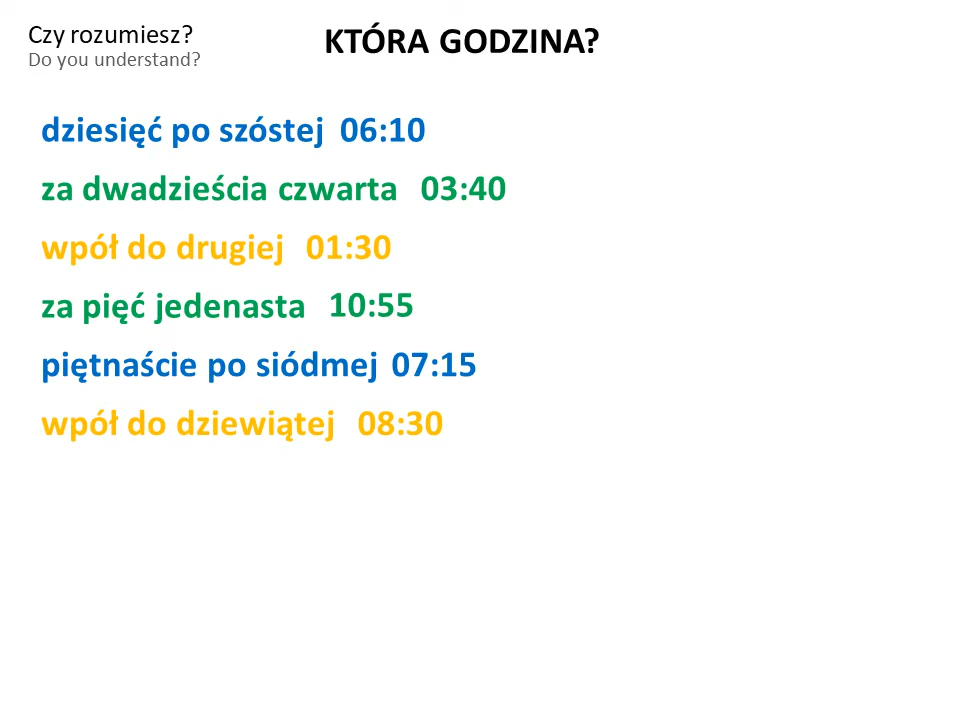 Czy rozumiesz?
Do you understand?
KTÓRA GODZINA?
dziesięć po szóstej 06:10
za dwadzieścia czwarta 03:40
wpół do drugiej 01:30
za pięć jedenasta 10:55
piętnaście po siódmej 07:15
wpół do dziewiątej 08:30